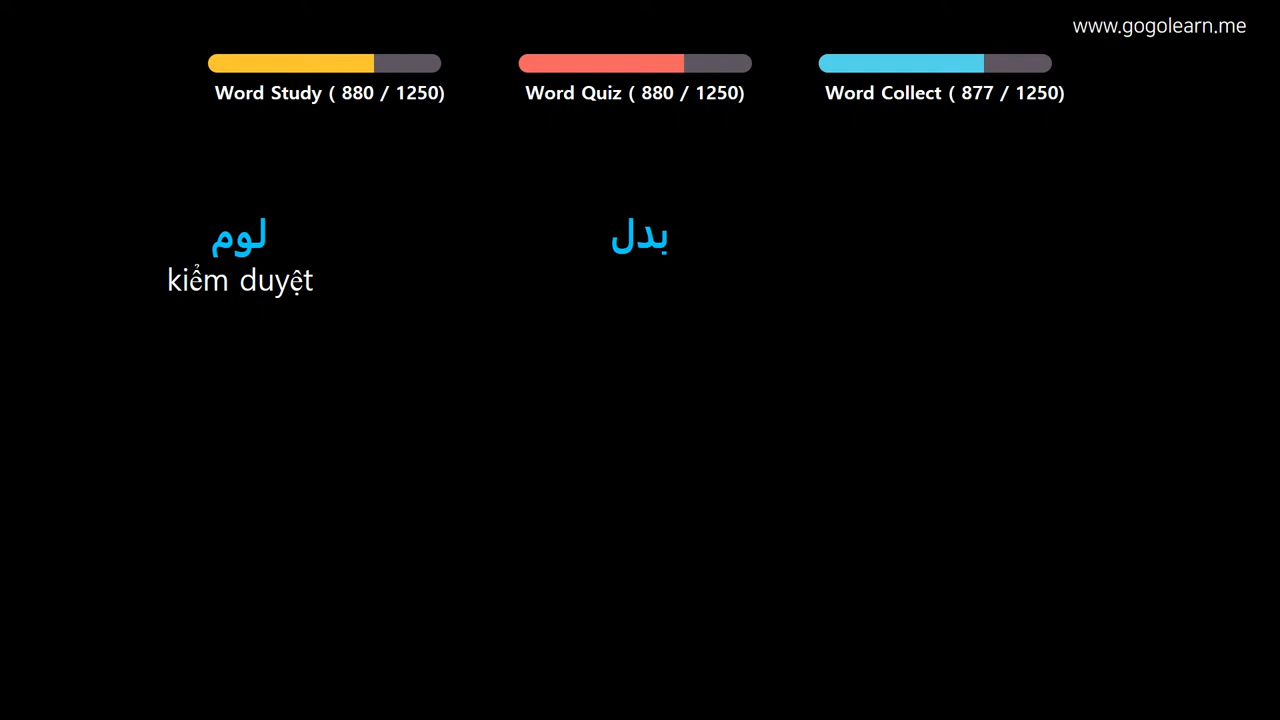 www.gogolearn.me
Word Study ( 880 / 1250)
Word Quiz ( 880 / 1250)
Word Collect ( 877 / 1250)
لوم
kiểm duyệt
بدل